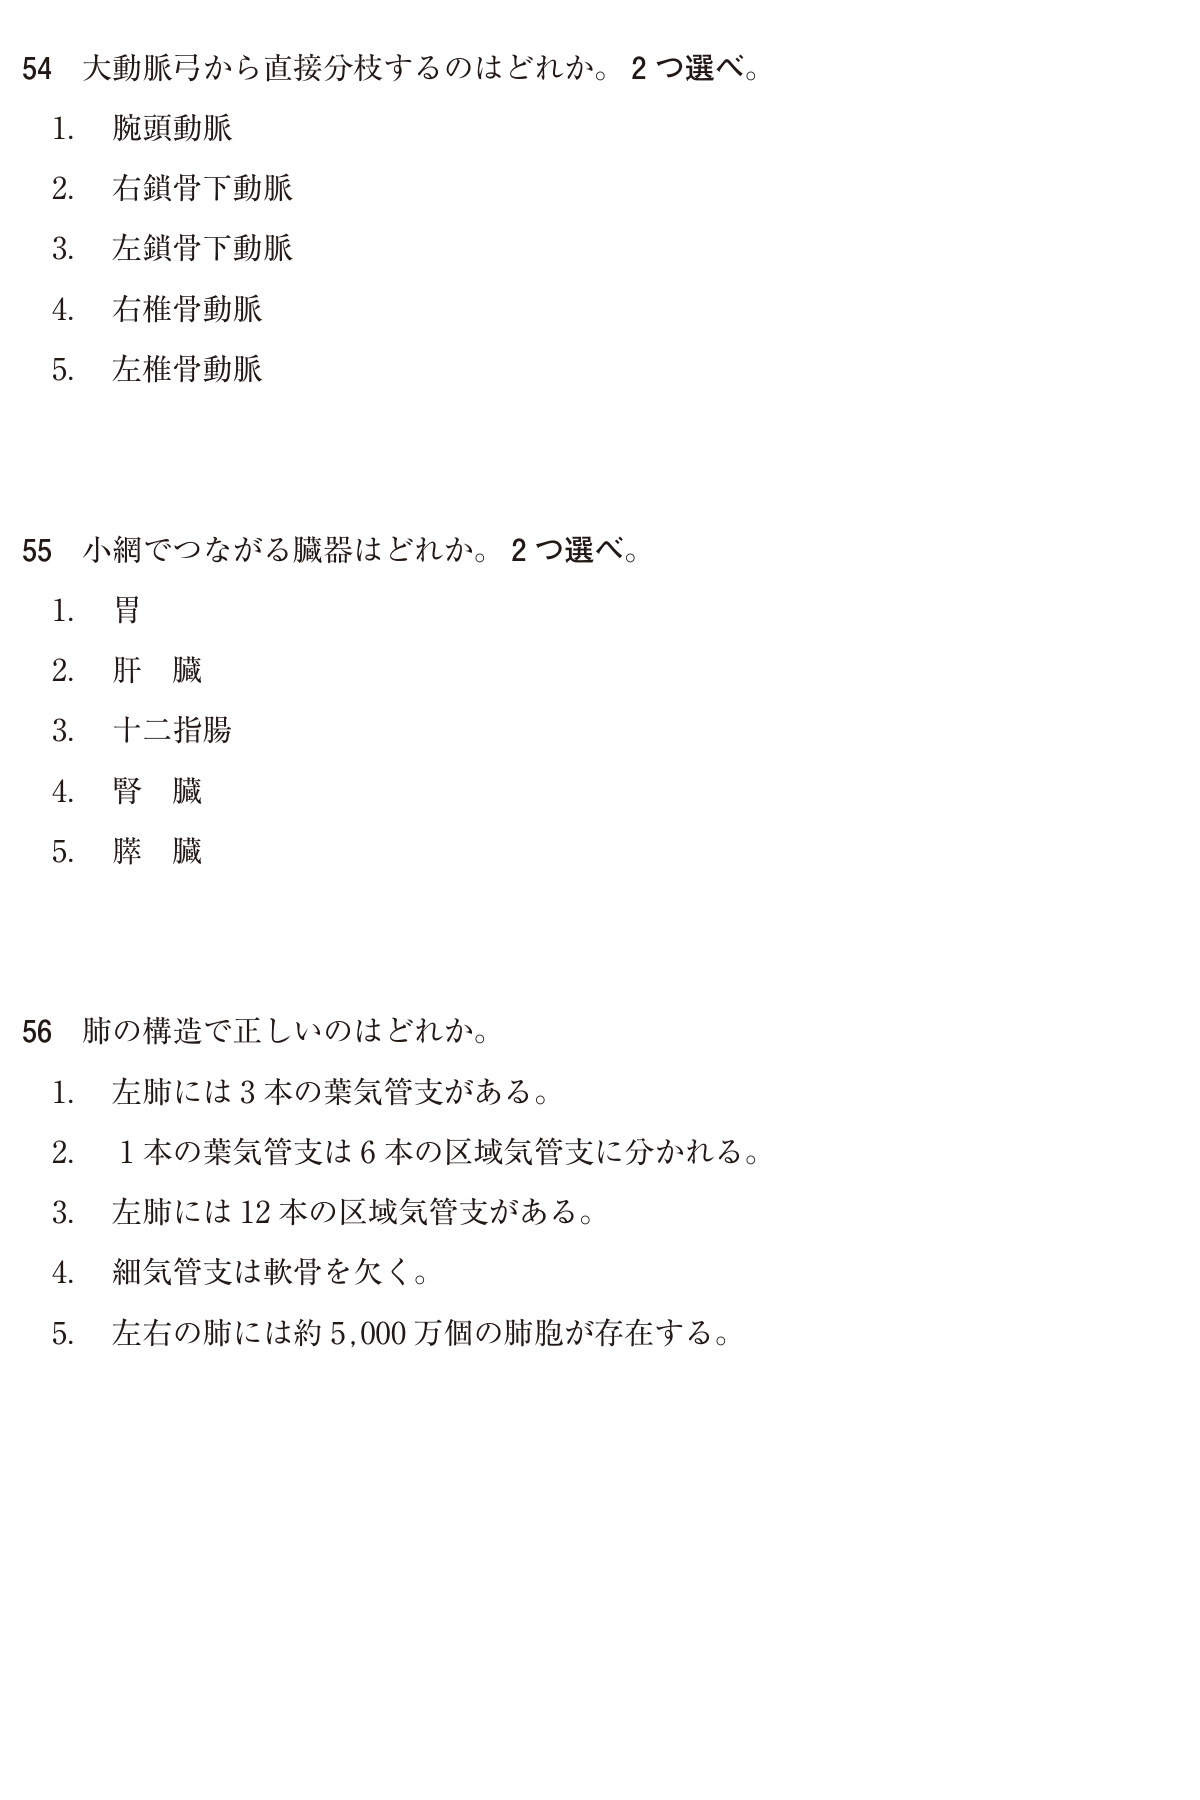 54 大動脈弓から直接分枝するのはどれか。2つ選べ。
1. 腕頭動脈
2. 右鎖骨下動脈
3. 左鎖骨下動脈
4. 右椎骨動脈
5. 左椎骨動脈
55 小網でつながる臓器はどれか。2つ選べ。
1. 胃
2. 肝 臓
3. 十二指腸
4. 腎 臓
5. 膵 臓
56 肺の構造で正しいのはどれか。
1. 左肺には3本の葉気管支がある。
2. 1本の葉気管支は6本の区域気管支に分かれる。
3. 左肺には12本の区域気管支がある。
4. 細気管支は軟骨を欠く。
5. 左右の肺には約5,000万個の肺胞が存在する。